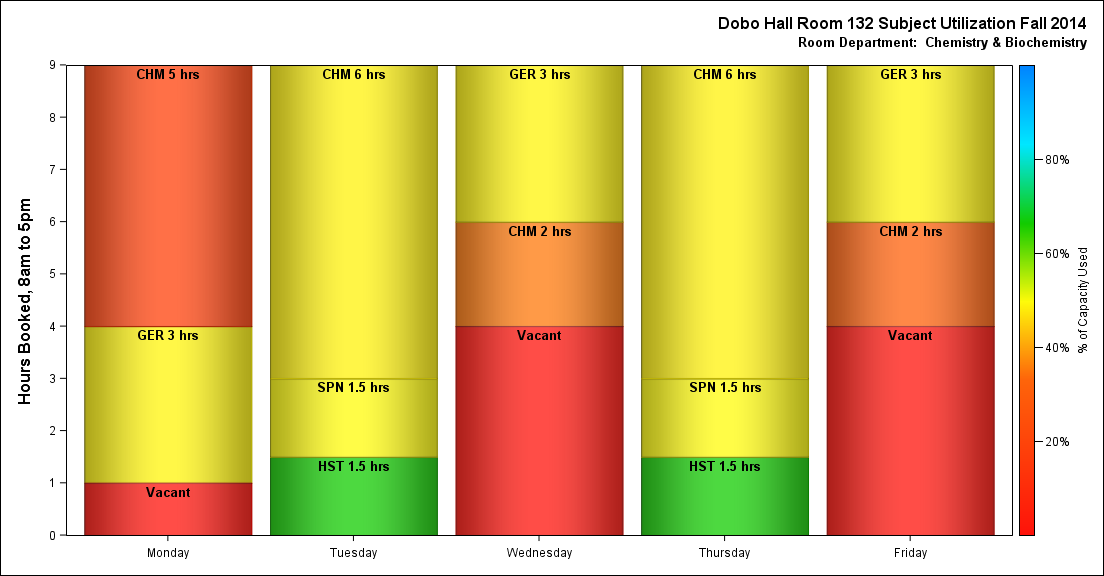 Dobo Hall Room 132 Subject Utilization Fall 2014
Room Department: Chemistry & Biochemistry
Hours Booked, 8am to 5pm
9
8
7
6
5
4
3
2
1
0
CHM 5 hrs
GER 3 hrs
Vacant
CHM 6 hrs
SPN 1.5 hrs
HST 1.5 hrs
GER 3 hrs
CHM 2 hrs
Vacant
CHM 6 hrs
SPN 1.5 hrs
HST 1.5 hrs
GER 3 hrs
CHM 2 hrs
Vacant
Monday
Tuesday
Wednesday
Thursday
Friday
80%
60%
40%
20%
% of Capacity Used